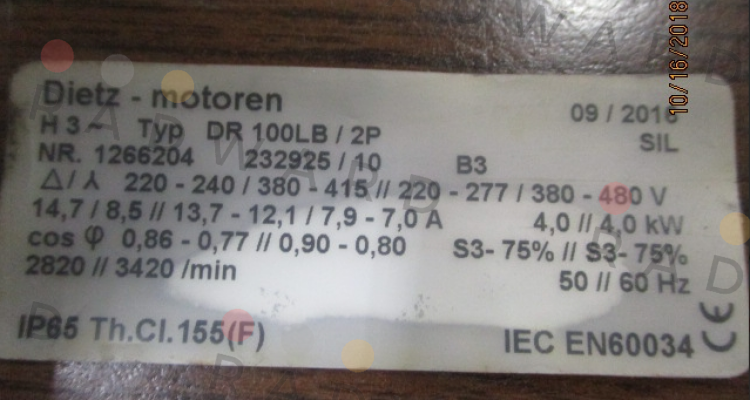 10/16/2018
Dietz - motoren
09 / 2015
H 3 ~ Typ DR 100LB / 2P
SIL
NR. 1266204 232925 / 10 B3
△/⅄ 220 - 240 / 380 - 415 // 220 - 277 / 380 - 480 V
14,7 / 8,5 // 13,7 - 12,1 / 7,9 - 7,0 A 4,0 // 4,0 kW
cos φ 0,86 - 0,77 // 0,90 - 0,80 S3- 75% // S3- 75%
2820 // 3420 /min 50 // 60 Hz
IP65 Th.Cl.155(F) IEC EN60034 CE